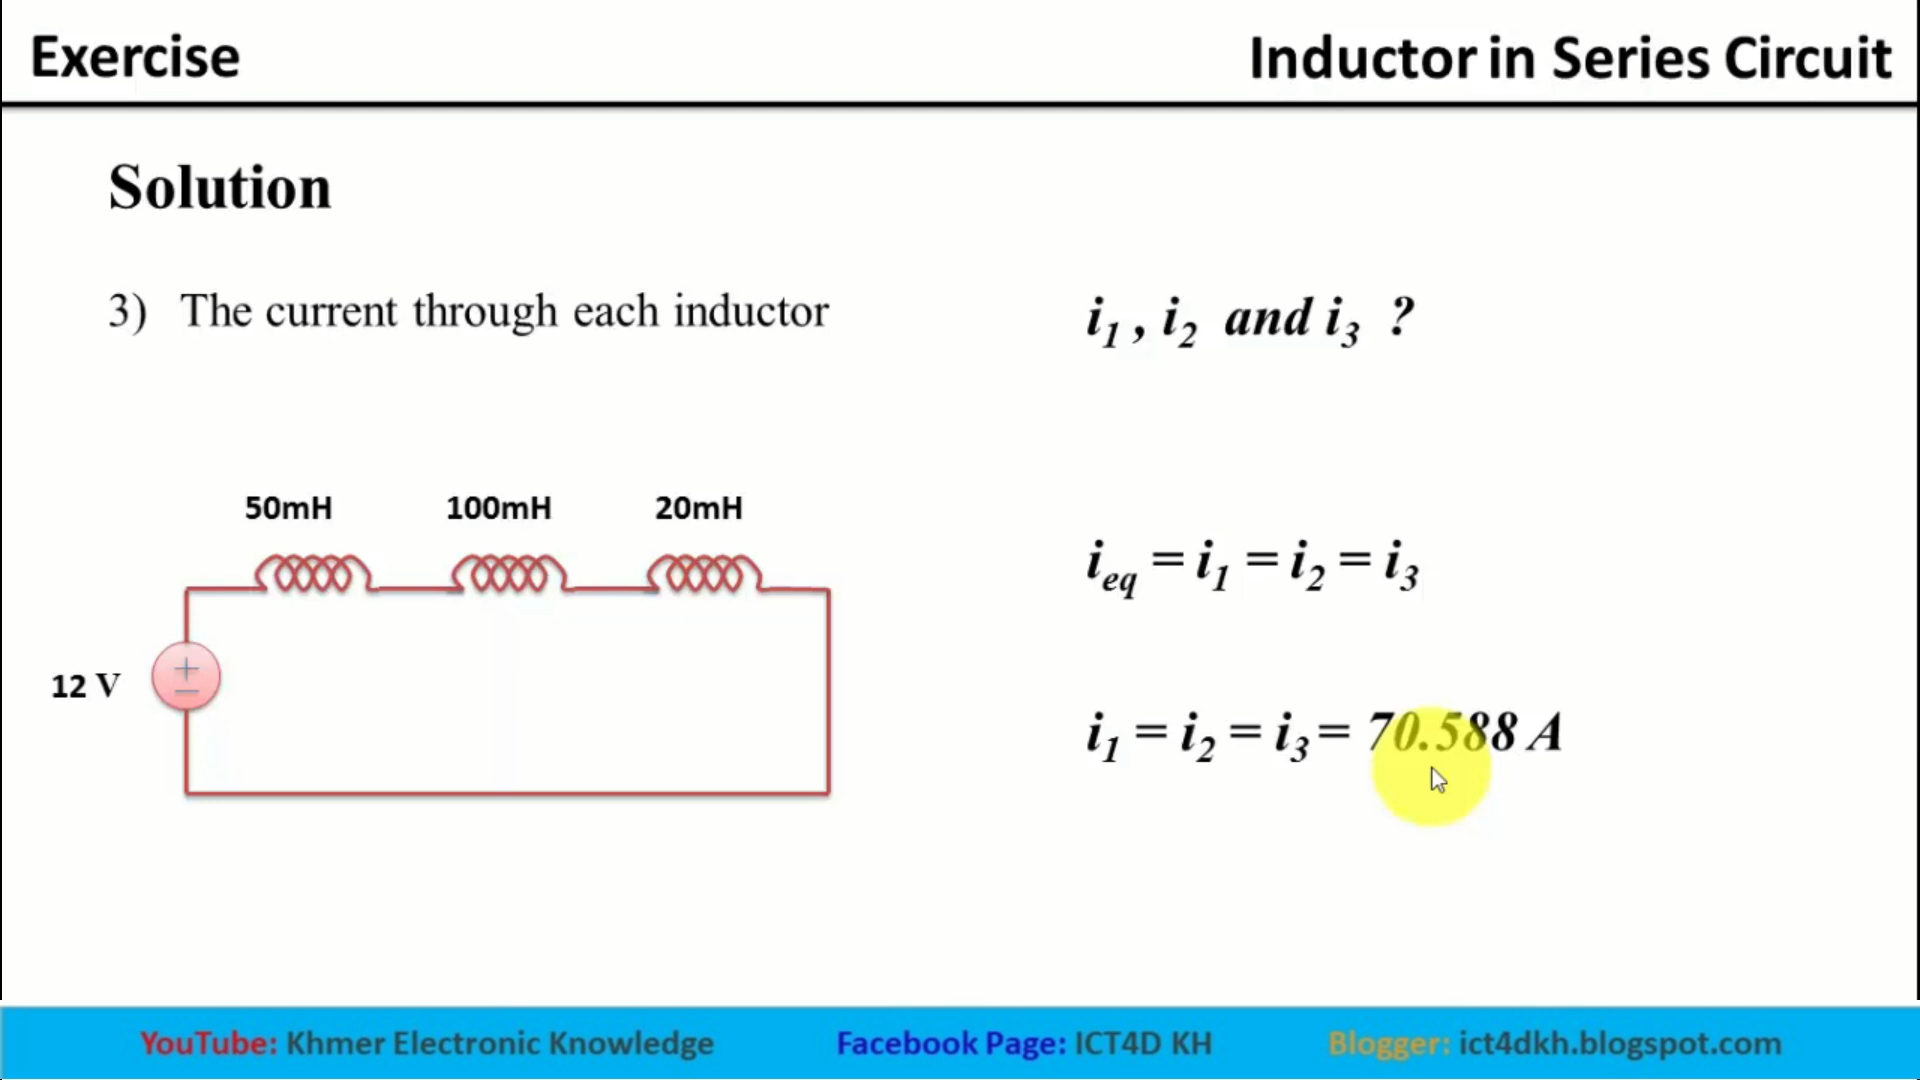 Exercise
Inductor in Series Circuit
Solution
3) The current through each inductor
i1 , i2 and i3 ?
50mH 100mH 20mH
12 V
+
−
ieq = i1 = i2 = i3
i1 = i2 = i3 = 70.588 A
YouTube: Khmer Electronic Knowledge
Facebook Page: ICT4D KH
Blogger: ict4dkh.blogspot.com